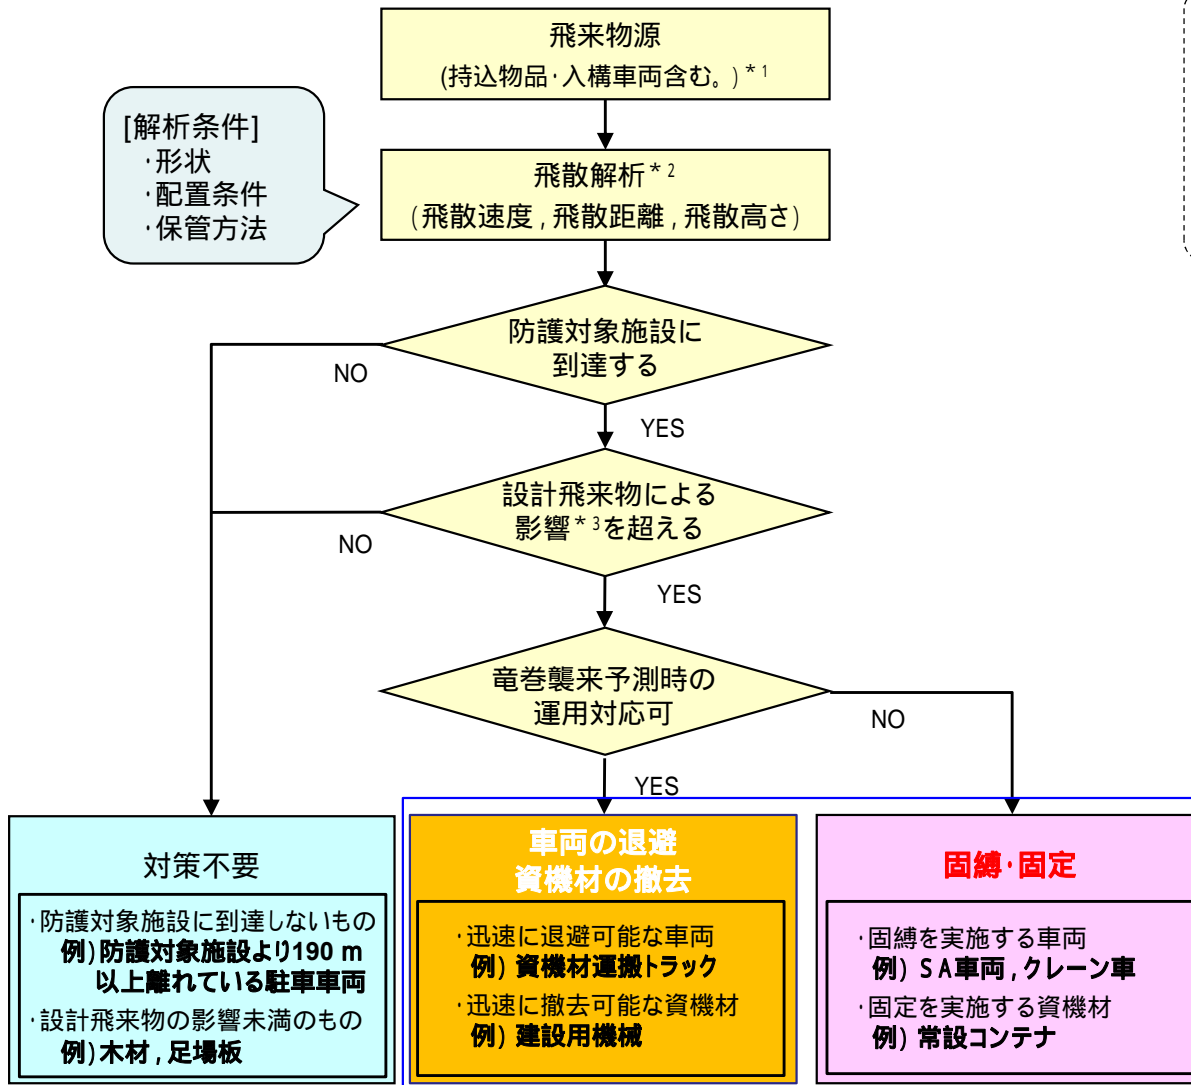 飛来物源
(持込物品・入構車両含む。)*1
[解析条件]
・形状
・配置条件
・保管方法
飛散解析*2
(飛散速度,飛散距離,飛散高さ)
防護対象施設に
到達する
NO
YES
設計飛来物による
影響*3を超える
NO
YES
竜巻襲来予測時の
運用対応可
NO
YES
対策不要
・防護対象施設に到達しないもの
例)防護対象施設より190 m
以上離れている駐車車両
・設計飛来物の影響未満のもの
例)木材,足場板
車両の退避
資機材の撤去
・迅速に退避可能な車両
例) 資機材運搬トラック
・迅速に撤去可能な資機材
例) 建設用機械
固縛・固定
・固縛を実施する車両
例) SA車両,クレーン車
・固定を実施する資機材
例) 常設コンテナ